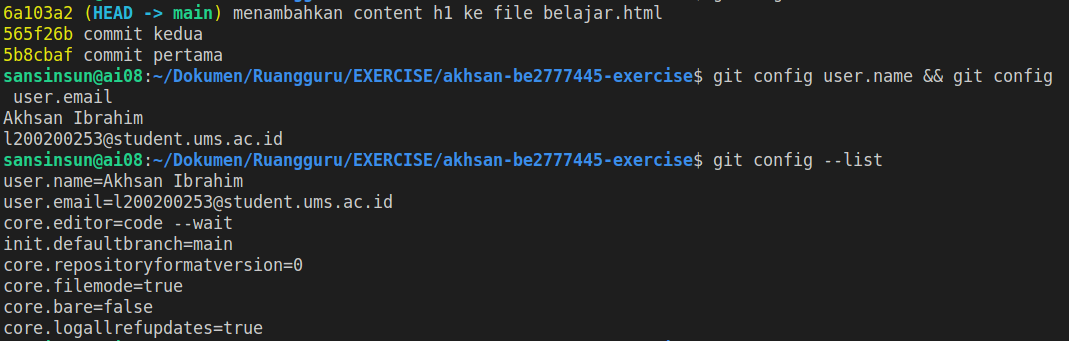 6a103a2 (HEAD -> main) menambahkan content h1 ke file belajar.html
565f26b commit kedua
5b8cbaf commit pertama
sansinsun@ai08:~/Dokumen/Ruangguru/EXERCISE/akhsan-be2777445-exercise$ git config user.name && git config
user.email
Akhsan Ibrahim
l200200253@student.ums.ac.id
sansinsun@ai08:~/Dokumen/Ruangguru/EXERCISE/akhsan-be2777445-exercise$ git config --list
user.name=Akhsan Ibrahim
user.email=l200200253@student.ums.ac.id
core.editor=code --wait
init.defaultbranch=main
core.repositoryformatversion=0
core.filemode=true
core.bare=false
core.logallrefupdates=true